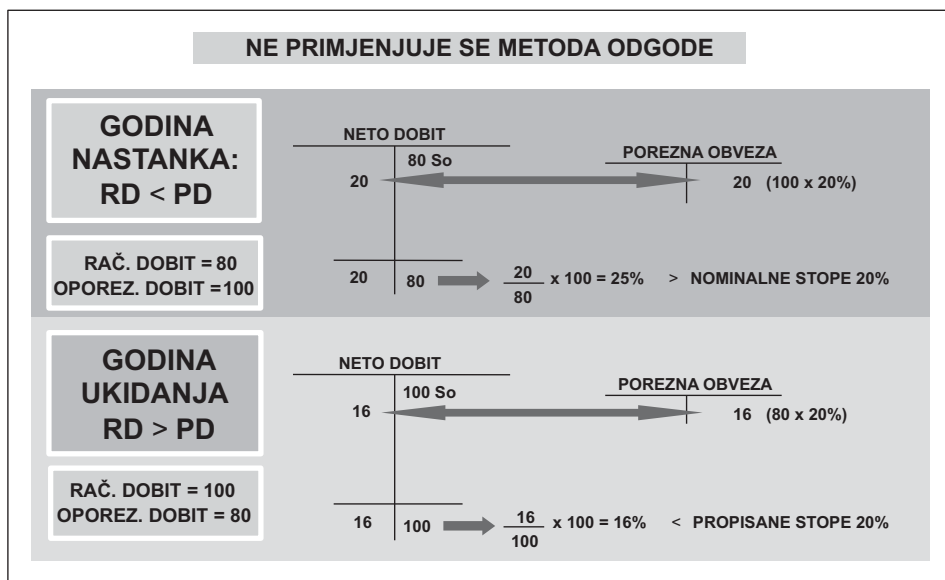 NE PRIMJENJUJE SE METODA ODGODE
GODINA
NASTANKA:
RD < PD
RAČ. DOBIT = 80
OPOREZ. DOBIT =100
NETO DOBIT
80 So
20
POREZNA OBVEZA
20 (100 x 20%)
20
80
20
80
x 100 = 25% > NOMINALNE STOPE 20%
GODINA
UKIDANJA
RD > PD
RAČ. DOBIT = 100
OPOREZ. DOBIT = 80
NETO DOBIT
100 So
16
POREZNA OBVEZA
16 (80 x 20%)
16
100
16
100
x 100 = 16% < PROPISANE STOPE 20%